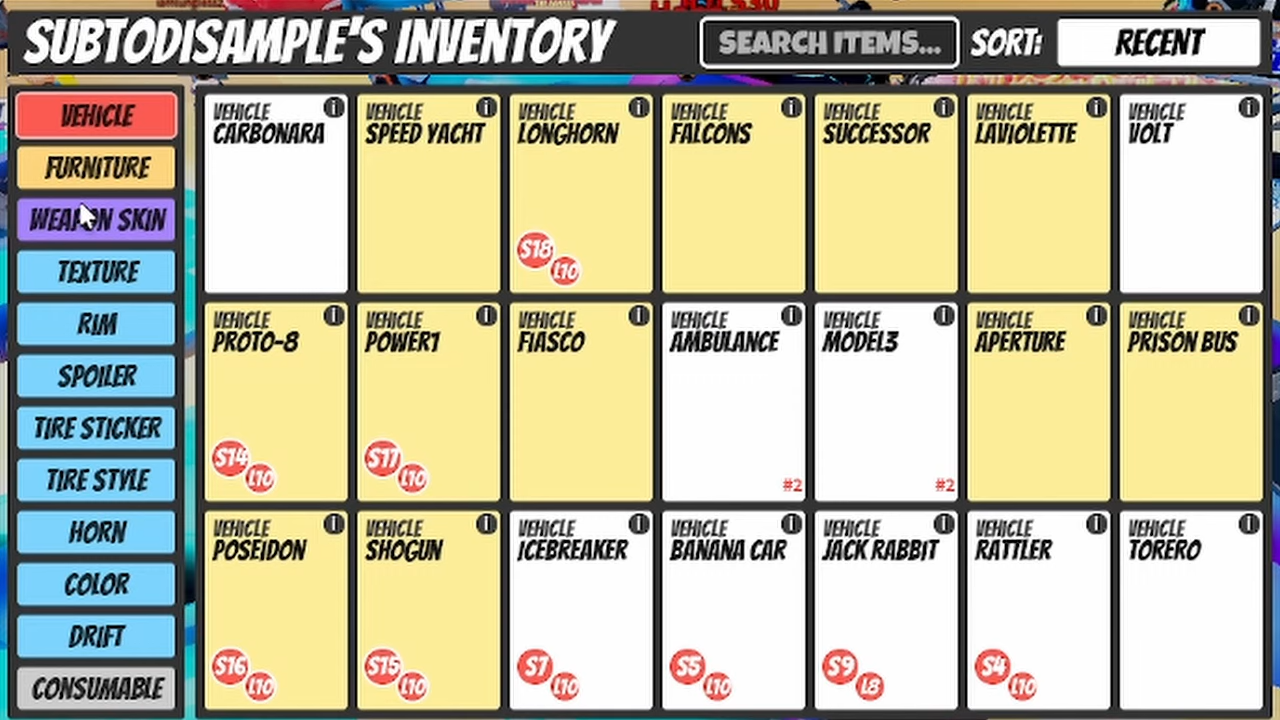 SUBTODISAMPLE'S INVENTORY
SEARCH ITEMS...
SORT:
RECENT
VEHICLE
FURNITURE
WEAPON SKIN
TEXTURE
RIM
SPOILER
TIRE STICKER
TIRE STYLE
HORN
COLOR
DRIFT
CONSUMABLE
VEHICLE
CARBONARA
i
VEHICLE
SPEED YACHT
i
VEHICLE
LONGHORN
i
S18
L10
VEHICLE
FALCONS
i
VEHICLE
SUCCESSOR
i
VEHICLE
LAVIOLETTE
i
VEHICLE
VOLT
i
VEHICLE
PROTO-8
i
S14
L10
VEHICLE
POWER1
i
S17
L10
VEHICLE
FIASCO
i
VEHICLE
AMBULANCE
i
#2
VEHICLE
MODEL3
i
#2
VEHICLE
APERTURE
i
VEHICLE
PRISON BUS
i
VEHICLE
POSEIDON
i
S16
L10
VEHICLE
SHOGUN
i
S15
L10
VEHICLE
ICEBREAKER
i
S7
L10
VEHICLE
BANANA CAR
i
S5
L10
VEHICLE
JACK RABBIT
i
S9
L8
VEHICLE
RATTLER
i
S4
L10
VEHICLE
TORERO
i